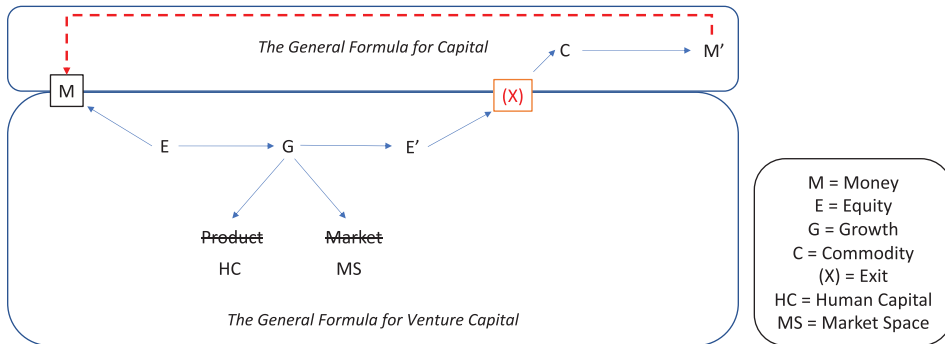 The General Formula for Capital
C
M’
M
(X)
E
G
E’
Product
Market
HC
MS
The General Formula for Venture Capital
M = Money
E = Equity
G = Growth
C = Commodity
(X) = Exit
HC = Human Capital
MS = Market Space